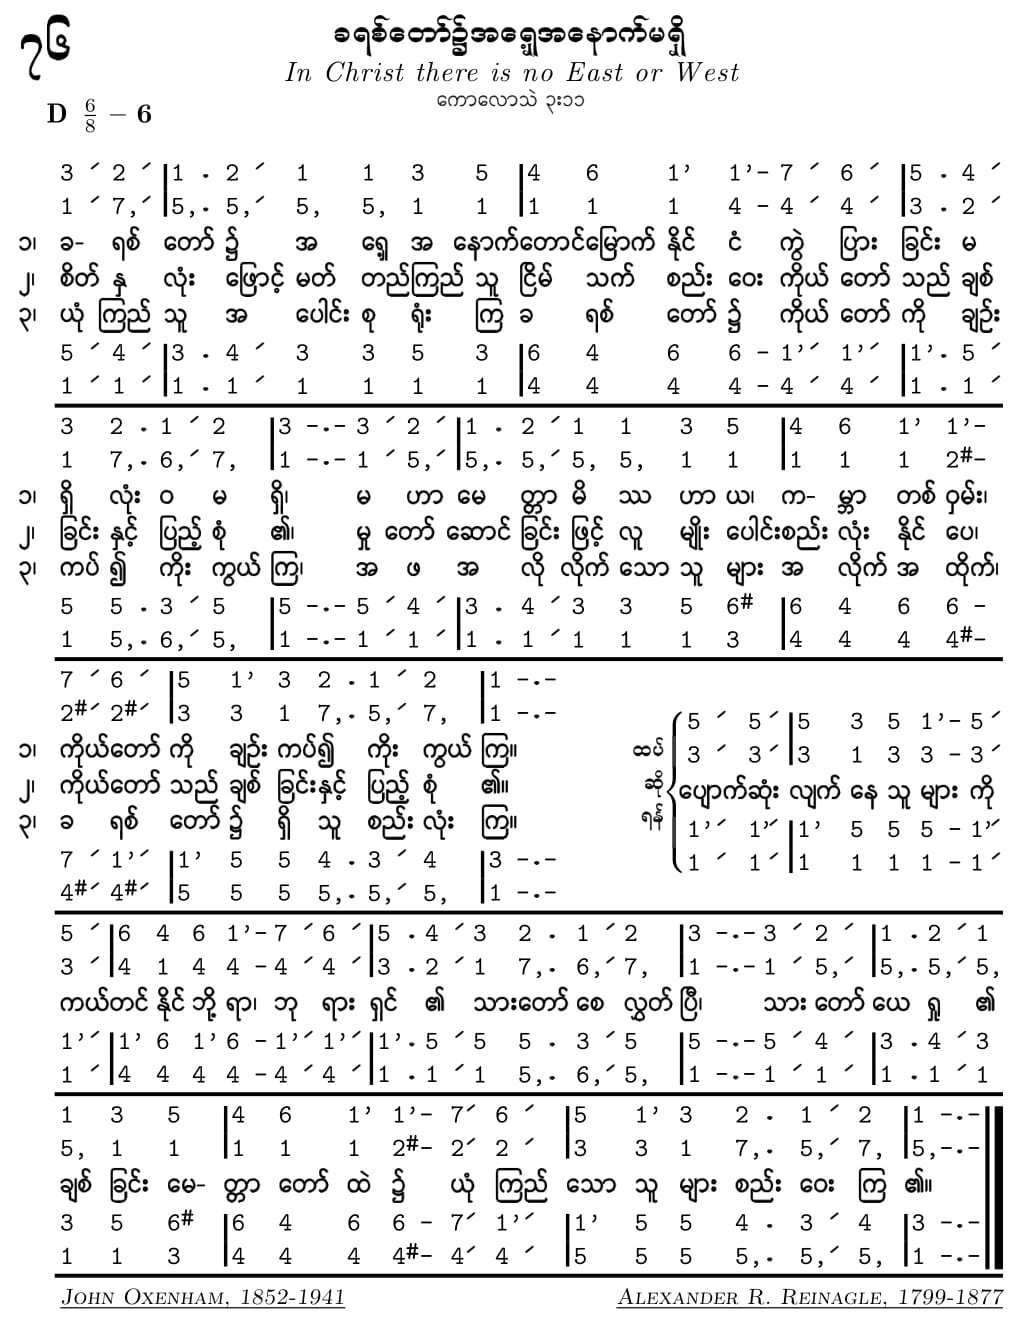 ၇၆
ခရစ်တော်၌အရှေ့အနောက်မရှိ
In Christ there is no East or West
ကောလောသဲ ၃း၁၁
D 6/8 – 6
3 ⸍ 2 ⸍ |1 . 2 ⸍ 1 1 3 5 |4 6 1’ 1’– 7 ⸍ 6 ⸍ |5 . 4 ⸍
1 ⸍ 7,⸍ |5,. 5,⸍ 5, 5, 1 1 |1 1 1 4 – 4 ⸍ 4 ⸍ |3 . 2 ⸍
၁၊ ခ- ရစ် တော် ၌ အ ရှေ့ အ နောက် တောင် မြောက် နိုင် ငံ ကွဲ ပြား ခြင်း မ
၂၊ စိတ် နှ လုံး ဖြောင့် မတ် တည်ကြည် သူ ငြိမ် သက် စည်း ဝေး ကိုယ် တော် သည် ချစ်
၃၊ ယုံ ကြည် သူ အ ပေါင်း စု ရုံး ကြ ခ ရစ် တော် ၌ ကိုယ် တော် ကို ချဉ်း
5 ⸍ 4 ⸍ |3 . 4 ⸍ 3 3 5 3 |6 4 6 6 – 1’⸍ 1’⸍ |1’. 5 ⸍
1 ⸍ 1 ⸍ |1 . 1 ⸍ 1 1 1 1 |4 4 4 4 – 4 ⸍ 4 ⸍ |1 . 1 ⸍
3 2 . 1 ⸍ 2 |3 –.– 3 ⸍ 2 ⸍ |1 . 2 ⸍ 1 1 3 5 |4 6 1’ 1’–
1 7,. 6,⸍ 7, |1 –.– 1 ⸍ 5,⸍ |5,. 5,⸍ 5, 5, 1 1 |1 1 1 2#–
၁၊ ရှိ လုံး ဝ မ ရှိ၊ မ ဟာ မေ တ္တာ မိ ဿ ဟာ ယ၊ က- မ္ဘာ တစ် ဝှမ်း၊
၂၊ ခြင်း နှင့် ပြည့် စုံ ၏၊ မှု တော် ဆောင် ခြင်း ဖြင့် လူ မျိုး ပေါင်းစည်း လုံး နိုင် ပေ၊
၃၊ ကပ် ၍ ကိုး ကွယ် ကြ၊ အ ဖ အ လို လိုက် သော သူ များ အ လိုက် အ ထိုက်၊
5 5 . 3 ⸍ 5 |5 –.– 5 ⸍ 4 ⸍ |3 . 4 ⸍ 3 3 5 6# |6 4 6 6 –
1 5,. 6,⸍ 5, |1 –.– 1 ⸍ 1 ⸍ |1 . 1 ⸍ 1 1 1 3 |4 4 4 4#–
7 ⸍ 6 ⸍ |5 1’ 3 2 . 1 ⸍ 2 |1 –.–
2#⸍ 2#⸍ |3 3 1 7,. 5,⸍ 7, |1 –.–
၁၊ ကိုယ်တော် ကို ချဉ်း ကပ်၍ ကိုး ကွယ် ကြ။
၂၊ ကိုယ်တော် သည် ချစ် ခြင်းနှင့် ပြည့် စုံ ၏။
၃၊ ခ ရစ် တော် ၌ ရှိ သူ စည်း လုံး ကြ။
7 ⸍ 1’⸍ |1’ 5 5 4 . 3 ⸍ 4 |3 –.–
4#⸍ 4#⸍ |5 5 5 5,. 5,⸍ 5, |1 –.–
ထပ်
ဆို
ရန်
5 ⸍ 5⸍ |5 3 5 1’– 5⸍
3 ⸍ 3⸍ |3 1 3 3 – 3⸍
ပျောက်ဆုံး လျက် နေ သူ များ ကို
1’⸍ 1’⸍ |1’ 5 5 5 – 1’⸍
1 ⸍ 1⸍ |1 1 1 1 – 1⸍
5 ⸍ |6 4 6 1’– 7 ⸍ 6 ⸍ |5 . 4 ⸍ 3 2 . 1 ⸍ 2 |3 –.– 3 ⸍ 2 ⸍ |1 . 2 ⸍ 1
3 ⸍ |4 1 4 4 – 4 ⸍ 4 ⸍ |3 . 2 ⸍ 1 7,. 6,⸍ 7, |1 –.– 1 ⸍ 5,⸍ |5,. 5,⸍ 5,
ကယ်တင် နိုင် ဘို့ ရာ၊ ဘု ရား ရှင် ၏ သားတော် စေ လွှတ် ပြီ၊ သား တော် ယေ ရှု ၏
1’⸍ |1’ 6 1’ 6 – 1’⸍ 1’⸍ |1’. 5 ⸍ 5 5 . 3 ⸍ 5 |5 –.– 5 ⸍ 4 ⸍ |3 . 4 ⸍ 3
1 ⸍ |4 4 4 4 – 4 ⸍ 4 ⸍ |1 . 1 ⸍ 1 5,. 6,⸍ 5, |1 –.– 1 ⸍ 1 ⸍ |1 . 1 ⸍ 1
1 3 5 |4 6 1’ 1’– 7⸍ 6 ⸍ |5 1’ 3 2 . 1 ⸍ 2 |1 –.–
5, 1 1 |1 1 1 2#– 2⸍ 2 ⸍ |3 3 1 7,. 5,⸍ 7, |5,–.–
ချစ် ခြင်း မေ- တ္တာ တော် ထဲ ၌ ယုံ ကြည် သော သူ များ စည်း ဝေး ကြ ၏။
3 5 6# |6 4 6 6 – 7⸍ 1’⸍ |1’ 5 5 4 . 3 ⸍ 4 |3 –.–
1 1 3 |4 4 4 4#– 4⸍ 4 ⸍ |5 5 5 5,. 5,⸍ 5, |1 –.–
John Oxenham, 1852-1941
Alexander R. Reinagle, 1799-1877